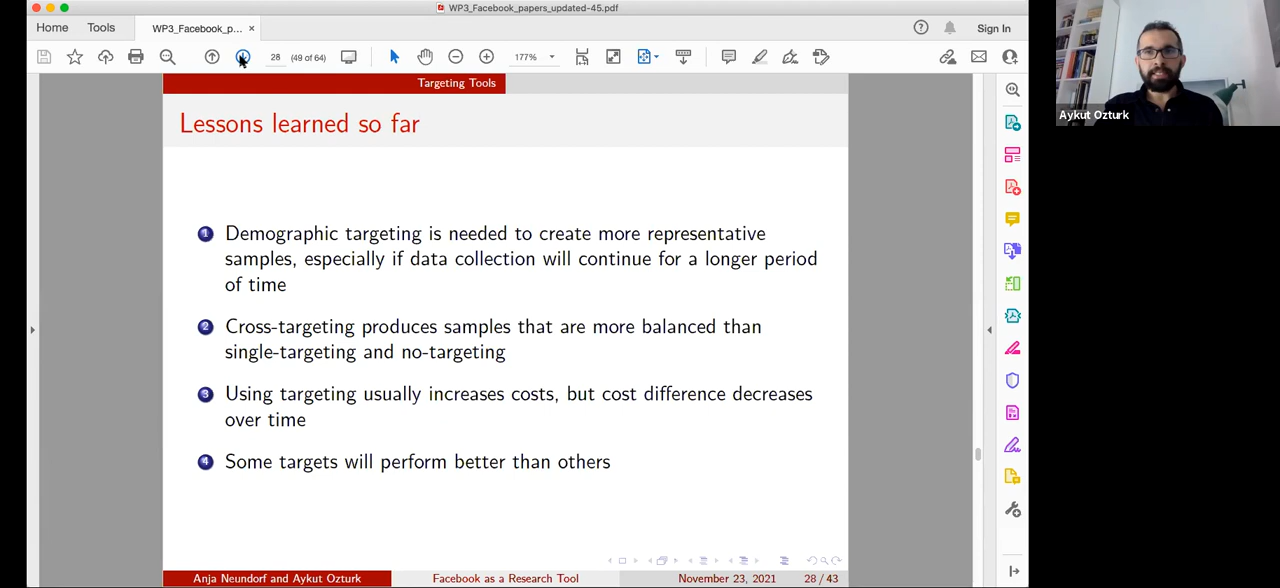 WP3_Facebook_papers_updated-45.pdf
Home Tools WP3_Facebook_p... × Sign In
28 (49 of 64) 177%
Targeting Tools
Lessons learned so far
1 Demographic targeting is needed to create more representative
samples, especially if data collection will continue for a longer period
of time
2 Cross-targeting produces samples that are more balanced than
single-targeting and no-targeting
3 Using targeting usually increases costs, but cost difference decreases
over time
4 Some targets will perform better than others
Anja Neundorf and Aykut Ozturk Facebook as a Research Tool November 23, 2021 28 / 43
Aykut Ozturk